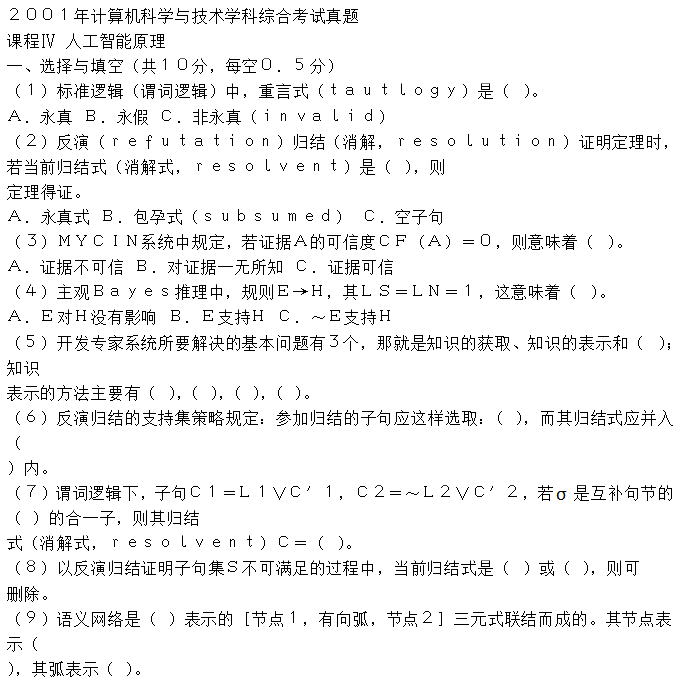 ２００１年计算机科学与技术学科综合考试真题
课程Ⅳ 人工智能原理
一、选择与填空（共１０分，每空０．５分）
（１）标准逻辑（谓词逻辑）中，重言式（ｔａｕｔｌｏｇｙ）是（ ）。
Ａ．永真 Ｂ．永假 Ｃ．非永真（ｉｎｖａｌｉｄ）
（２）反演（ｒｅｆｕｔａｔｉｏｎ）归结（消解，ｒｅｓｏｌｕｔｉｏｎ）证明定理时，
若当前归结式（消解式，ｒｅｓｏｌｖｅｎｔ）是（ ），则
定理得证。
Ａ．永真式 Ｂ．包孕式（ｓｕｂｓｕｍｅｄ） Ｃ．空子句
（３）ＭＹＣＩＮ系统中规定，若证据Ａ的可信度ＣＦ（Ａ）＝０，则意味着（ ）。
Ａ．证据不可信 Ｂ．对证据一无所知 Ｃ．证据可信
（４）主观Ｂａｙｅｓ推理中，规则Ｅ→Ｈ，其ＬＳ＝ＬＮ＝１，这意味着（ ）。
Ａ．Ｅ对Ｈ没有影响 Ｂ．Ｅ支持Ｈ Ｃ．～Ｅ支持Ｈ
（５）开发专家系统所要解决的基本问题有３个，那就是知识的获取、知识的表示和（ ）；
知识
表示的方法主要有（ ），（ ），（ ），（ ）。
（６）反演归结的支持集策略规定：参加归结的子句应这样选取：（ ），而其归结式应并入
（
）内。
（７）谓词逻辑下，子句Ｃ１＝Ｌ１∨Ｃ′１，Ｃ２＝～Ｌ２∨Ｃ′２，若σ 是互补句节的
（ ）的合一子，则其归结
式（消解式，ｒｅｓｏｌｖｅｎｔ）Ｃ＝（ ）。
（８）以反演归结证明子句集Ｓ不可满足的过程中，当前归结式是（ ）或（ ），则可
删除。
（９）语义网络是（ ）表示的［节点１，有向弧，节点２］三元式联结而成的。其节点表
示（
），其弧表示（ ）。